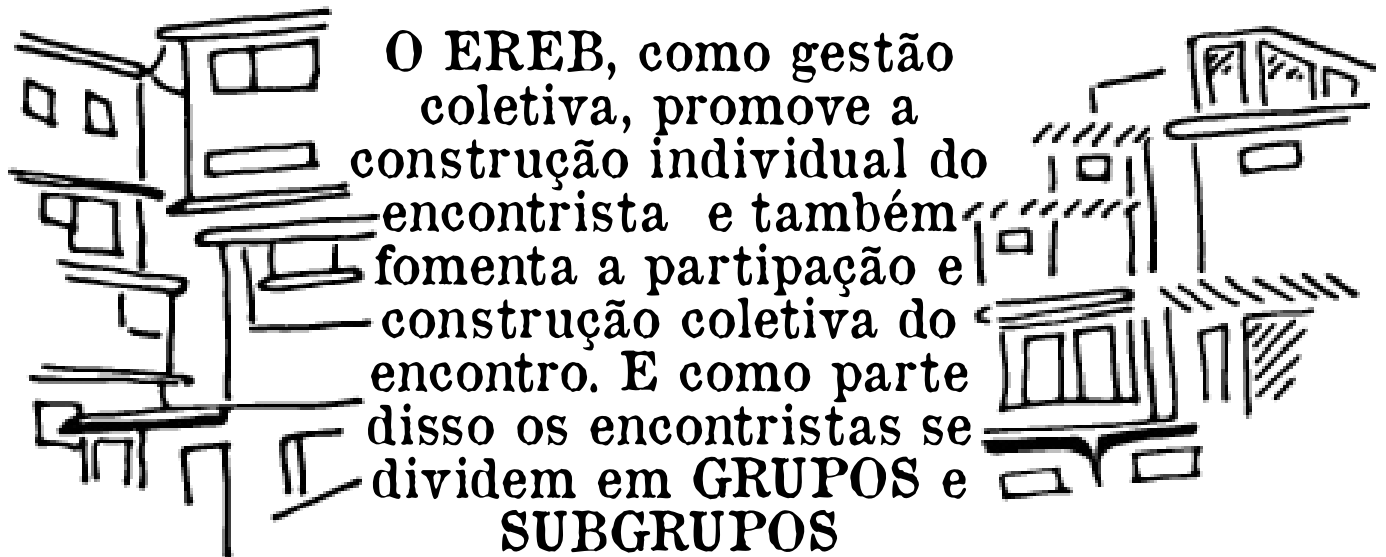 O EREB, como gestão
coletiva, promove a
construção individual do
encontrista e também
fomenta a partipação e
construção coletiva do
encontro. E como parte
disso os encontristas se
dividem em GRUPOS e
SUBGRUPOS